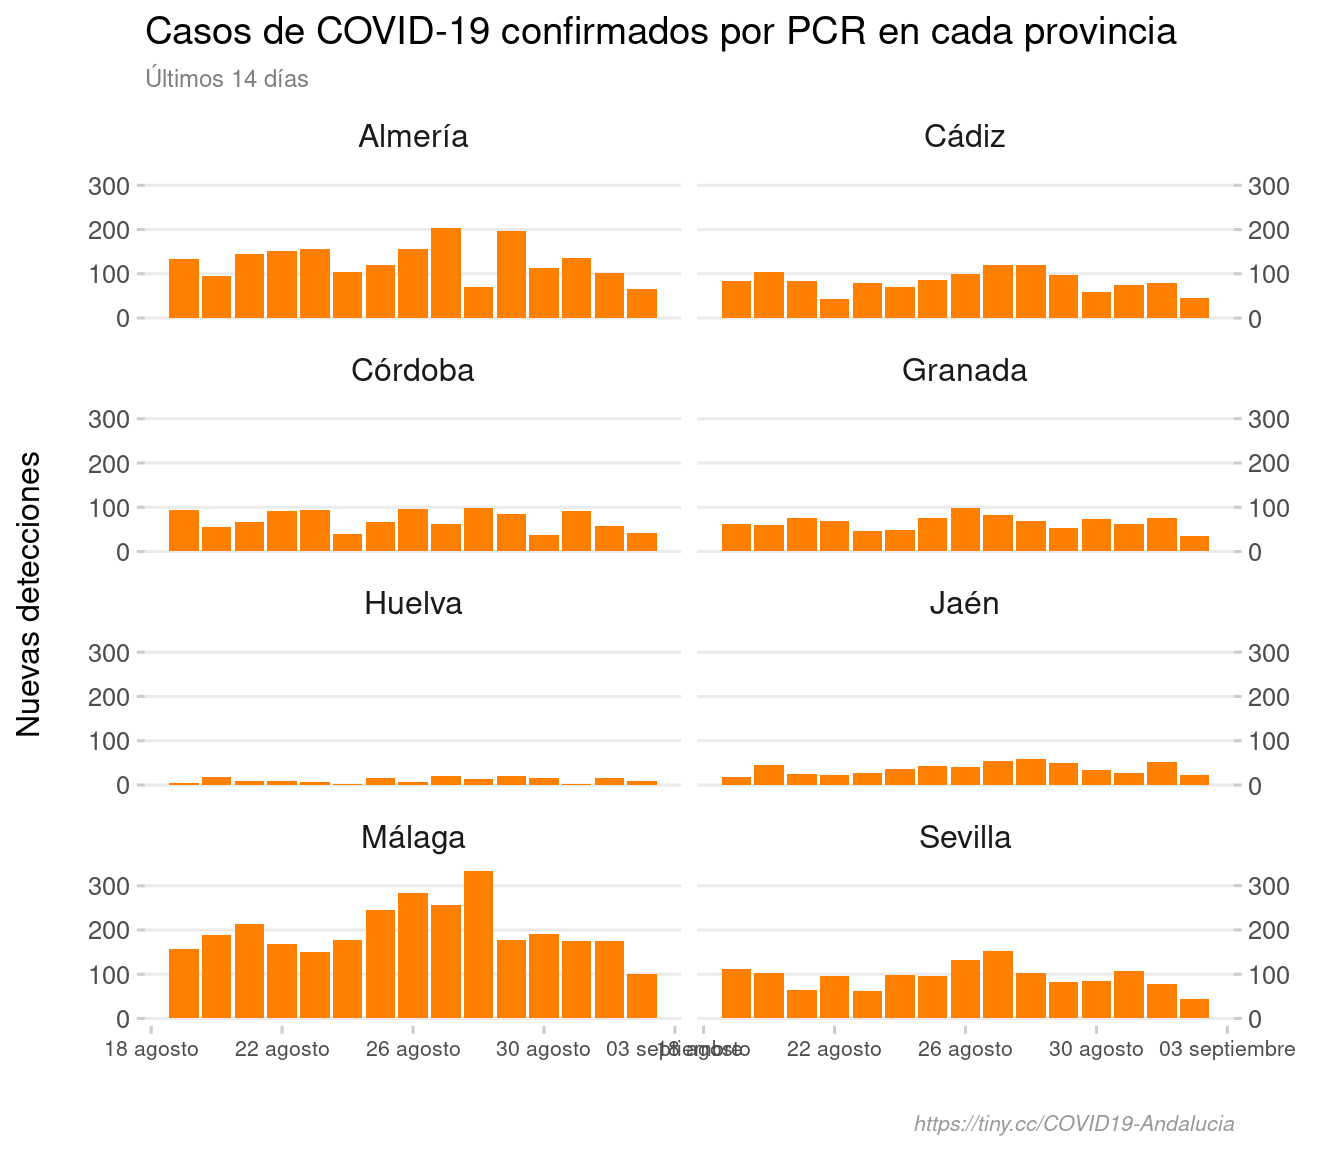 Casos de COVID-19 confirmados por PCR en cada provincia
Últimos 14 días
Almería
Cádiz
300
200
100
0
300
200
100
0
Córdoba
Granada
Nuevas detecciones
300
200
100
0
300
200
100
0
Huelva
Jaén
300
200
100
0
300
200
100
0
Málaga
Sevilla
300
200
100
0
300
200
100
0
18 agosto 22 agosto 26 agosto 30 agosto 03 septiembre
18 agosto 22 agosto 26 agosto 30 agosto 03 septiembre
https://tiny.cc/COVID19-Andalucia